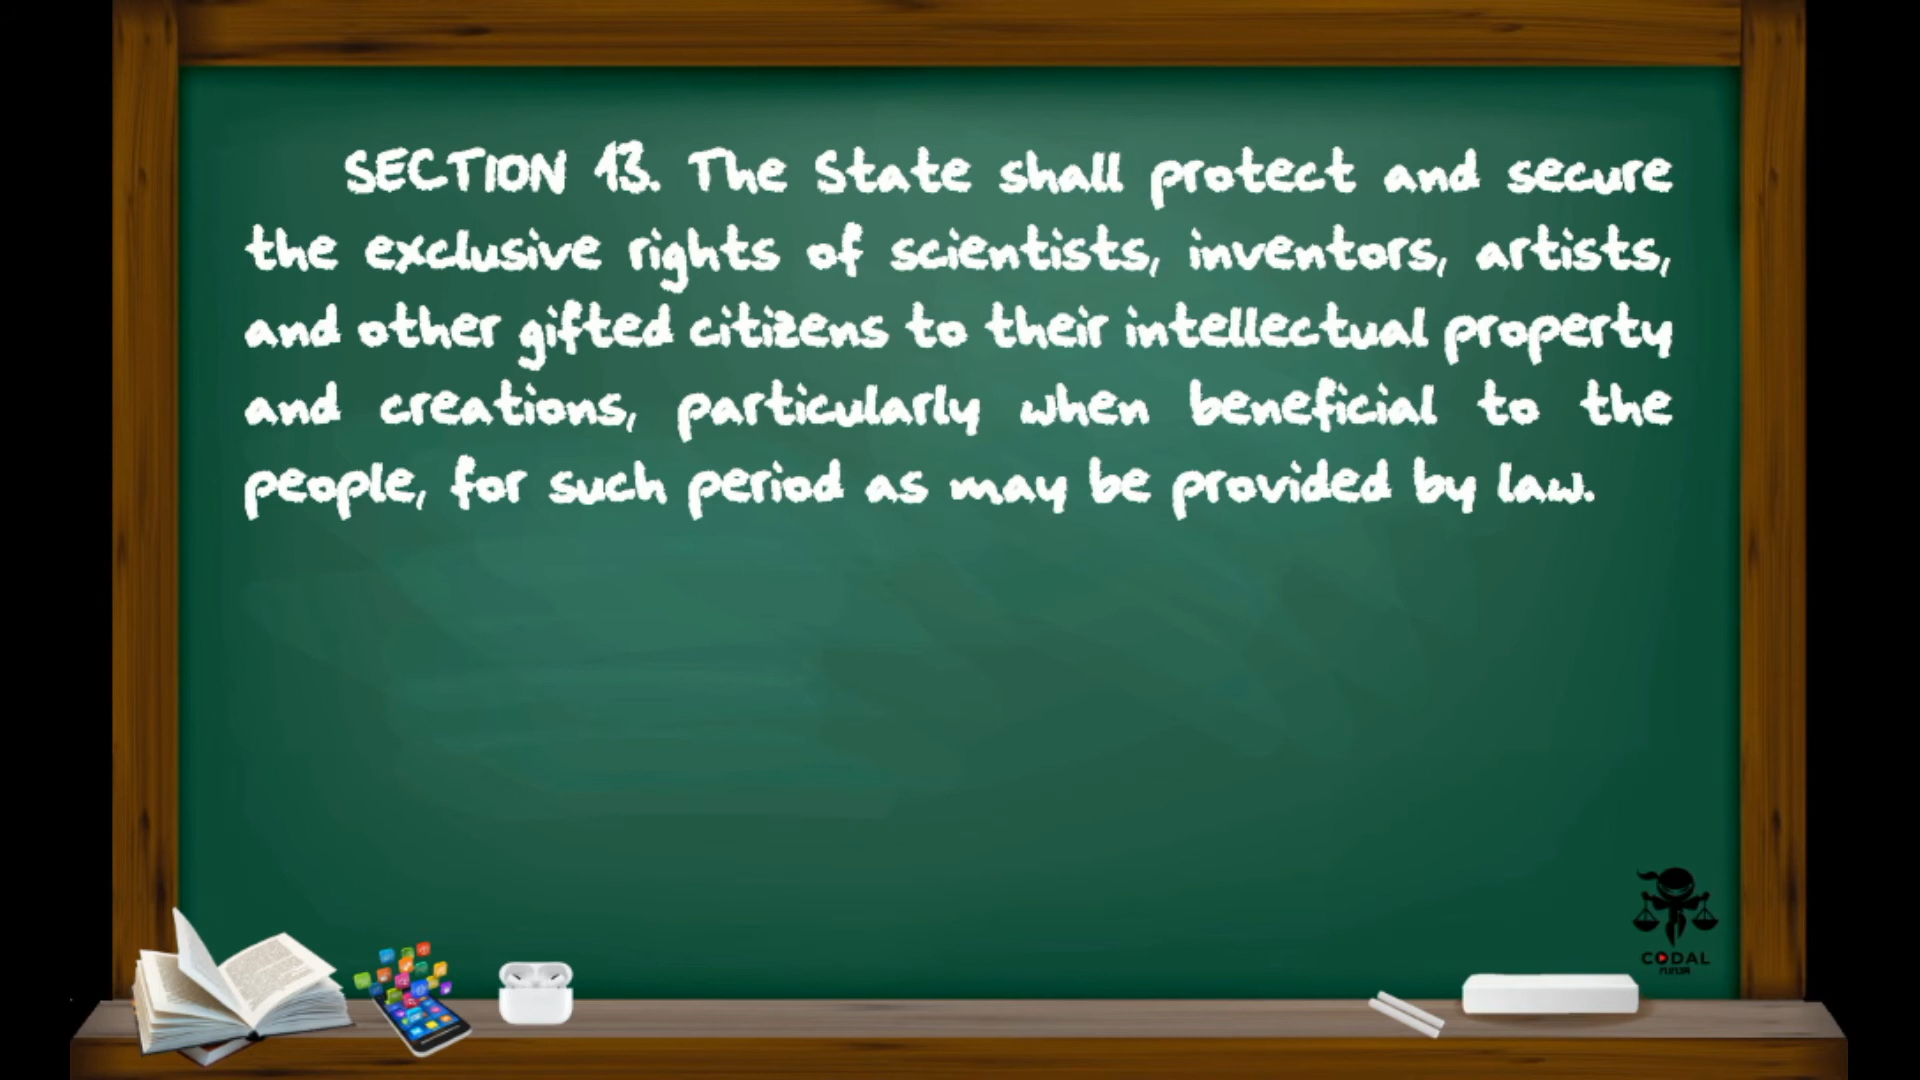 SECTION 13. The State shall protect and secure
the exclusive rights of scientists, inventors, artists,
and other gifted citizens to their intellectual property
and creations, particularly when beneficial to the
people, for such period as may be provided by law.
CODAL
NINJA